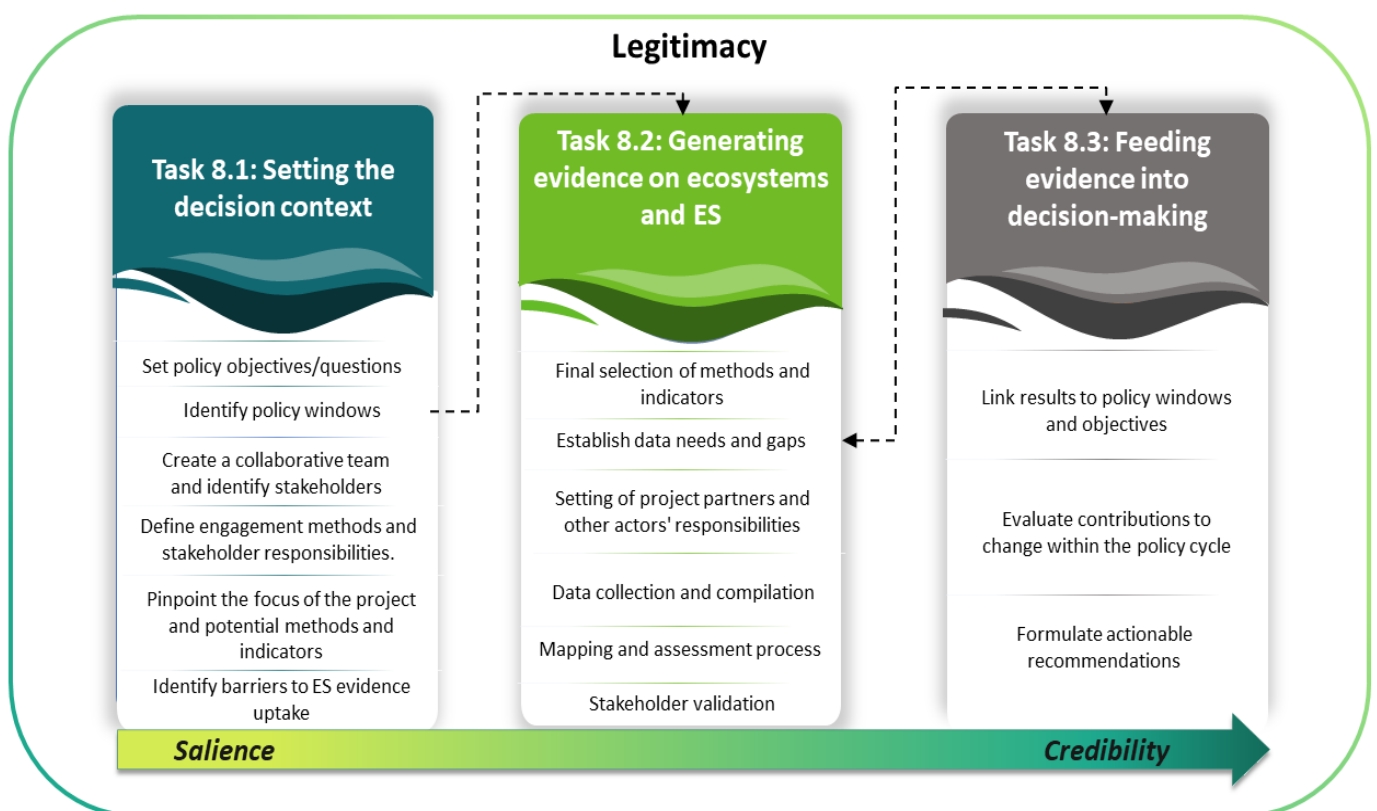 Legitimacy
Task 8.1: Setting the
decision context
Set policy objectives/questions
Identify policy windows
Create a collaborative team
and identify stakeholders
Define engagement methods and
stakeholder responsibilities.
Pinpoint the focus of the project
and potential methods and
indicators
Identify barriers to ES evidence
uptake
Task 8.2: Generating
evidence on ecosystems
and ES
Final selection of methods and
indicators
Establish data needs and gaps
Setting of project partners and
other actors' responsibilities
Data collection and compilation
Mapping and assessment process
Stakeholder validation
Task 8.3: Feeding
evidence into
decision-making
Link results to policy windows
and objectives
Evaluate contributions to
change within the policy cycle
Formulate actionable
recommendations
Salience
Credibility